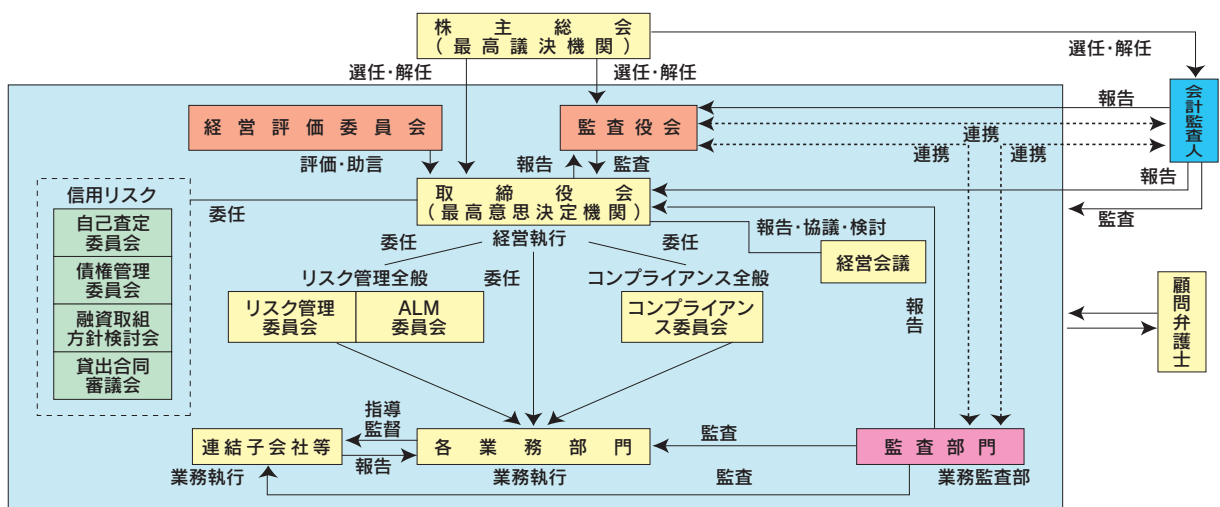 株主総会
(最高議決機関)
選任・解任
選任・解任
選任・解任
経営評価委員会
監査役会
報告
会計監査人
連携
連携
連携
評価・助言
報告
監査
報告
監査
信用リスク
自己査定
委員会
債権管理
委員会
融資取組
方針検討会
貸出合同
審議会
委任
取締役会
(最高意思決定機関)
経営執行
委任
委任
委任
報告・協議・検討
経営会議
リスク管理全般
コンプライアンス全般
リスク管理
委員会
ALM
委員会
コンプライアン
ス委員会
報告
顧問弁護士
指導
監督
連結子会社等
報告
業務執行
各業務部門
業務執行
監査
監査
監査部門
業務監査部